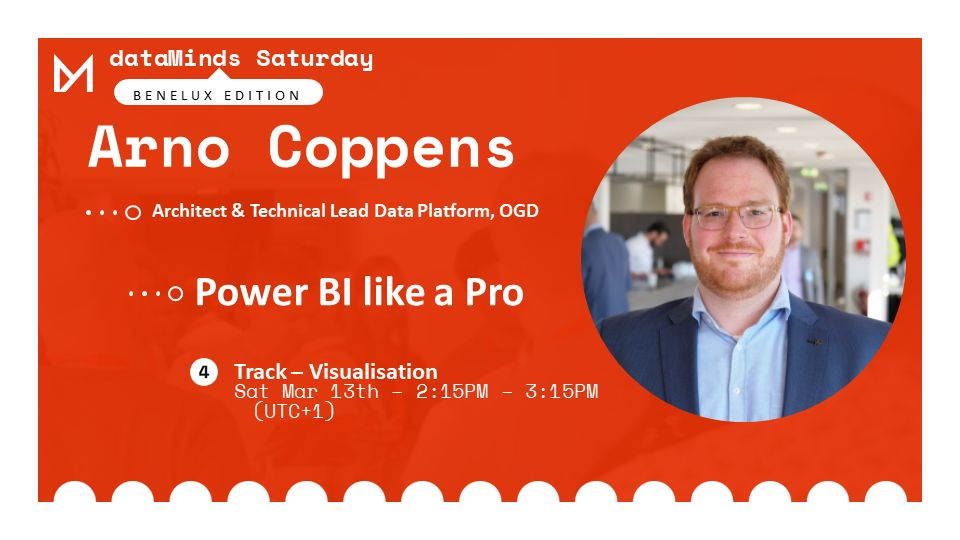 dataMinds Saturday
BENELUX EDITION
Arno Coppens
Architect & Technical Lead Data Platform, OGD
Power BI like a Pro
4 Track – Visualisation
Sat Mar 13th – 2:15PM – 3:15PM
(UTC+1)